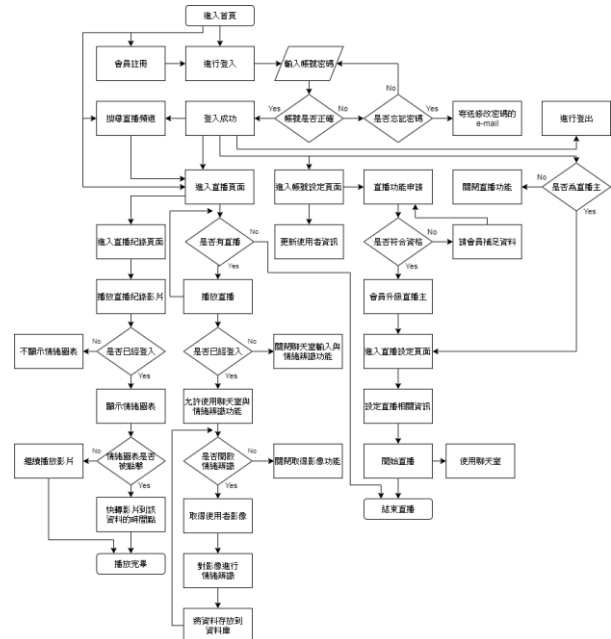 進入首頁
會員註冊
進行登入
輸入帳號密碼
Yes
No
Yes
搜尋直播頻道
登入成功
帳號是否正確
是否忘記密碼
寄送修改密碼的
e-mail
進行登出
進入直播頁面
進入帳號設定頁面
直播功能申請
No
關閉直播功能
是否為直播主
No
Yes
進入直播紀錄頁面
是否有直播
更新使用者資訊
是否符合資格
No
請會員補足資料
Yes
Yes
播放直播紀錄影片
播放直播
會員升級直播主
No
No
不顯示情緒圖表
是否已經登入
是否已經登入
關閉聊天室輸入與
情緒辨識功能
進入直播設定頁面
Yes
Yes
顯示情緒圖表
允許使用聊天室與
情緒辨識功能
設定直播相關資訊
No
No
繼續播放影片
情緒圖表是否
被點擊
是否開啟
情緒辨識
關閉取得影像功能
開始直播
使用聊天室
Yes
Yes
快轉影片到該
資料的時間點
取得使用者影像
結束直播
播放完畢
對影像進行
情緒辨識
將資料存放到
資料庫